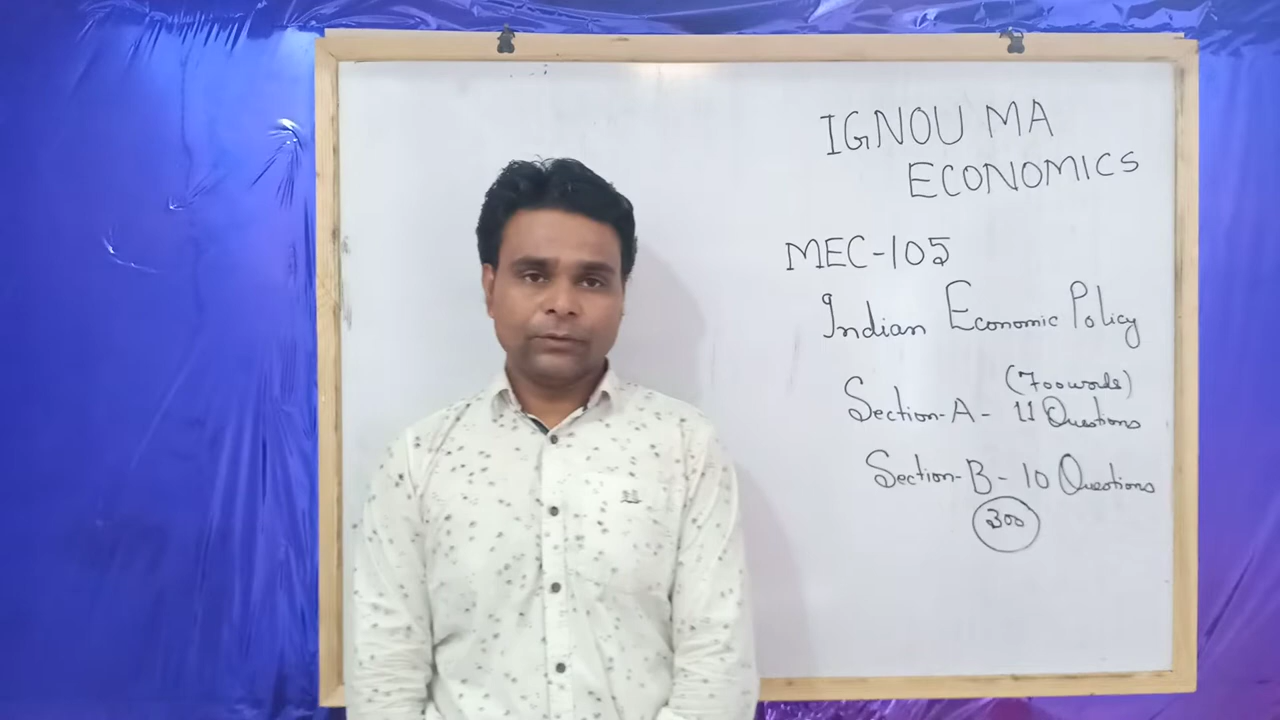 IGNOU MA
ECONOMICS
MEC-105
Indian Economic Policy
(700 words)
Section-A - 11 Questions
Section-B - 10 Questions
300